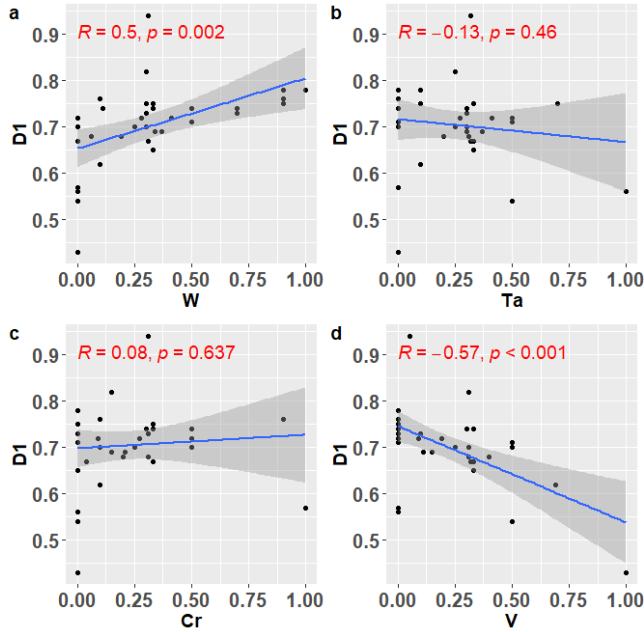 a
R = 0.5, p = 0.002
0.9
0.8
0.7
0.6
0.5
D1
0.00 0.25 0.50 0.75 1.00
W
b
R = −0.13, p = 0.46
0.9
0.8
0.7
0.6
0.5
D1
0.00 0.25 0.50 0.75 1.00
Ta
c
R = 0.08, p = 0.637
0.9
0.8
0.7
0.6
0.5
D1
0.00 0.25 0.50 0.75 1.00
Cr
d
R = −0.57, p < 0.001
0.9
0.8
0.7
0.6
0.5
D1
0.00 0.25 0.50 0.75 1.00
V